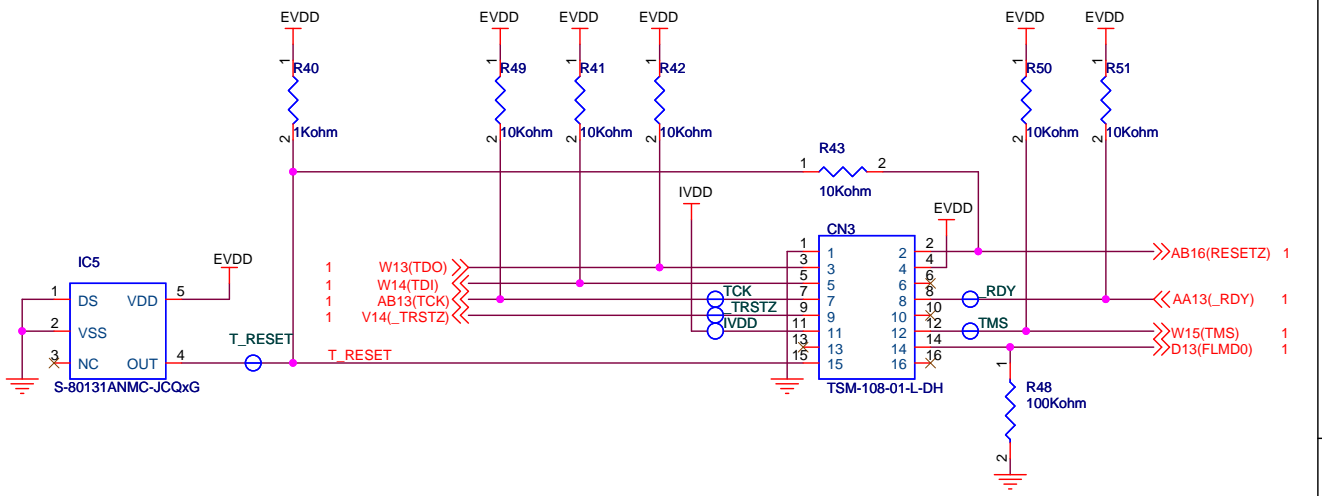 EVDD EVDD EVDD EVDD EVDD EVDD
1 1 1 1 1 1
R40 R49 R41 R42 R50 R51
1Kohm 10Kohm 10Kohm 10Kohm 10Kohm 10Kohm
2 2 2 2 2 2
R43
1 2
10Kohm
IVDD
EVDD
CN3
1 1 2 2
3 3 4 4
5 5 6 6
7 7 8 8
9 9 10 10
11 11 12 12
13 13 14 14
15 15 16 16
TSM-108-01-L-DH
1 W13(TDO)
1 W14(TDI)
1 AB13(TCK)
1 V14(_TRSTZ)
TCK
_TRSTZ
IVDD
_RDY
TMS
AB16(RESETZ) 1
AA13(_RDY) 1
W15(TMS) 1
D13(FLMD0) 1
IC5
EVDD
1 DS VDD 5
2 VSS
3 NC OUT 4
S-80131ANMC-JCQxG
T_RESET
T_RESET
1
R48
100Kohm
2